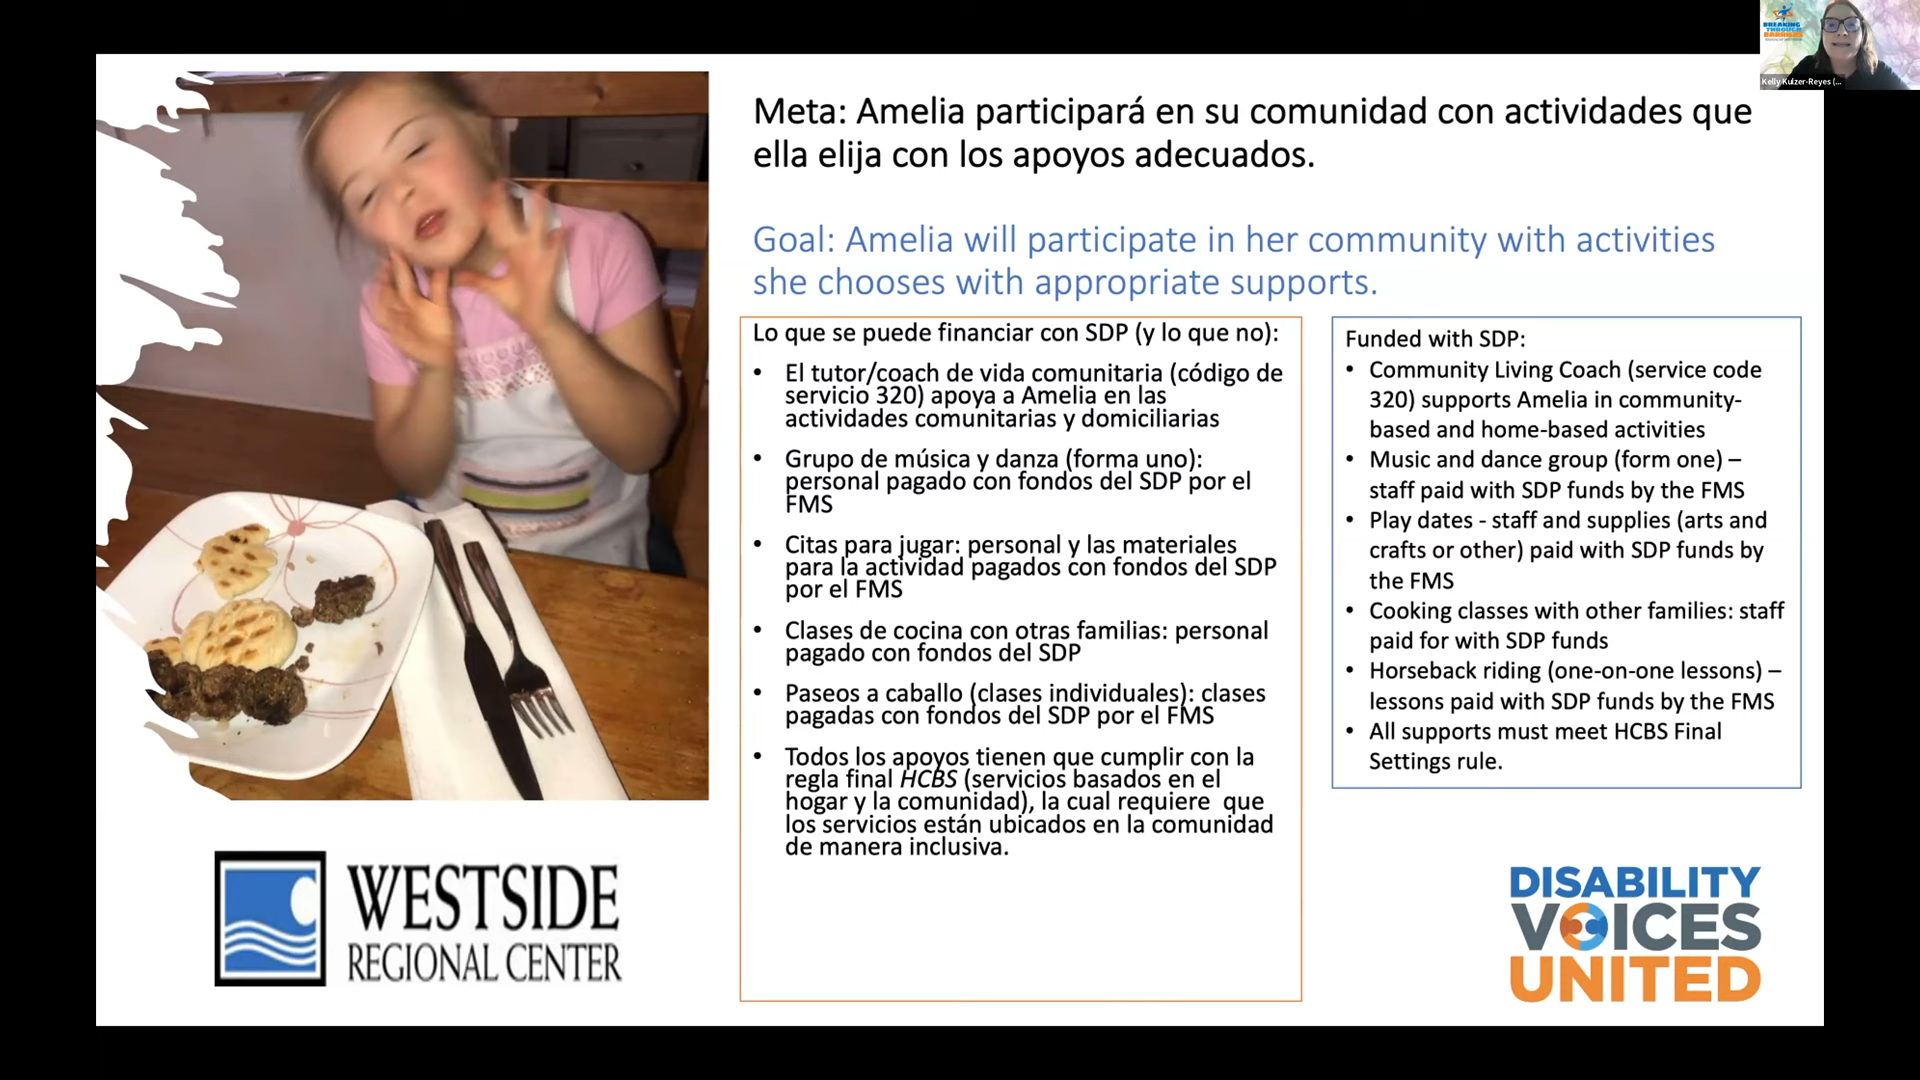 BREAKING
THROUGH
BARRIERS
Kelly Kulzer-Reyes (...
Meta: Amelia participará en su comunidad con actividades que
ella elija con los apoyos adecuados.
Goal: Amelia will participate in her community with activities
she chooses with appropriate supports.
Lo que se puede financiar con SDP (y lo que no):
• El tutor/coach de vida comunitaria (código de
servicio 320) apoya a Amelia en las
actividades comunitarias y domiciliarias
• Grupo de música y danza (forma uno):
personal pagado con fondos del SDP por el
FMS
• Citas para jugar: personal y las materiales
para la actividad pagados con fondos del SDP
por el FMS
• Clases de cocina con otras familias: personal
pagado con fondos del SDP
• Paseos a caballo (clases individuales): clases
pagadas con fondos del SDP por el FMS
• Todos los apoyos tienen que cumplir con la
regla final HCBS (servicios basados en el
hogar y la comunidad), la cual requiere que
los servicios están ubicados en la comunidad
de manera inclusiva.
Funded with SDP:
• Community Living Coach (service code
320) supports Amelia in community-
based and home-based activities
• Music and dance group (form one) –
staff paid with SDP funds by the FMS
• Play dates - staff and supplies (arts and
crafts or other) paid with SDP funds by
the FMS
• Cooking classes with other families: staff
paid for with SDP funds
• Horseback riding (one-on-one lessons) –
lessons paid with SDP funds by the FMS
• All supports must meet HCBS Final
Settings rule.
WESTSIDE
REGIONAL CENTER
DISABILITY
VOICES
UNITED